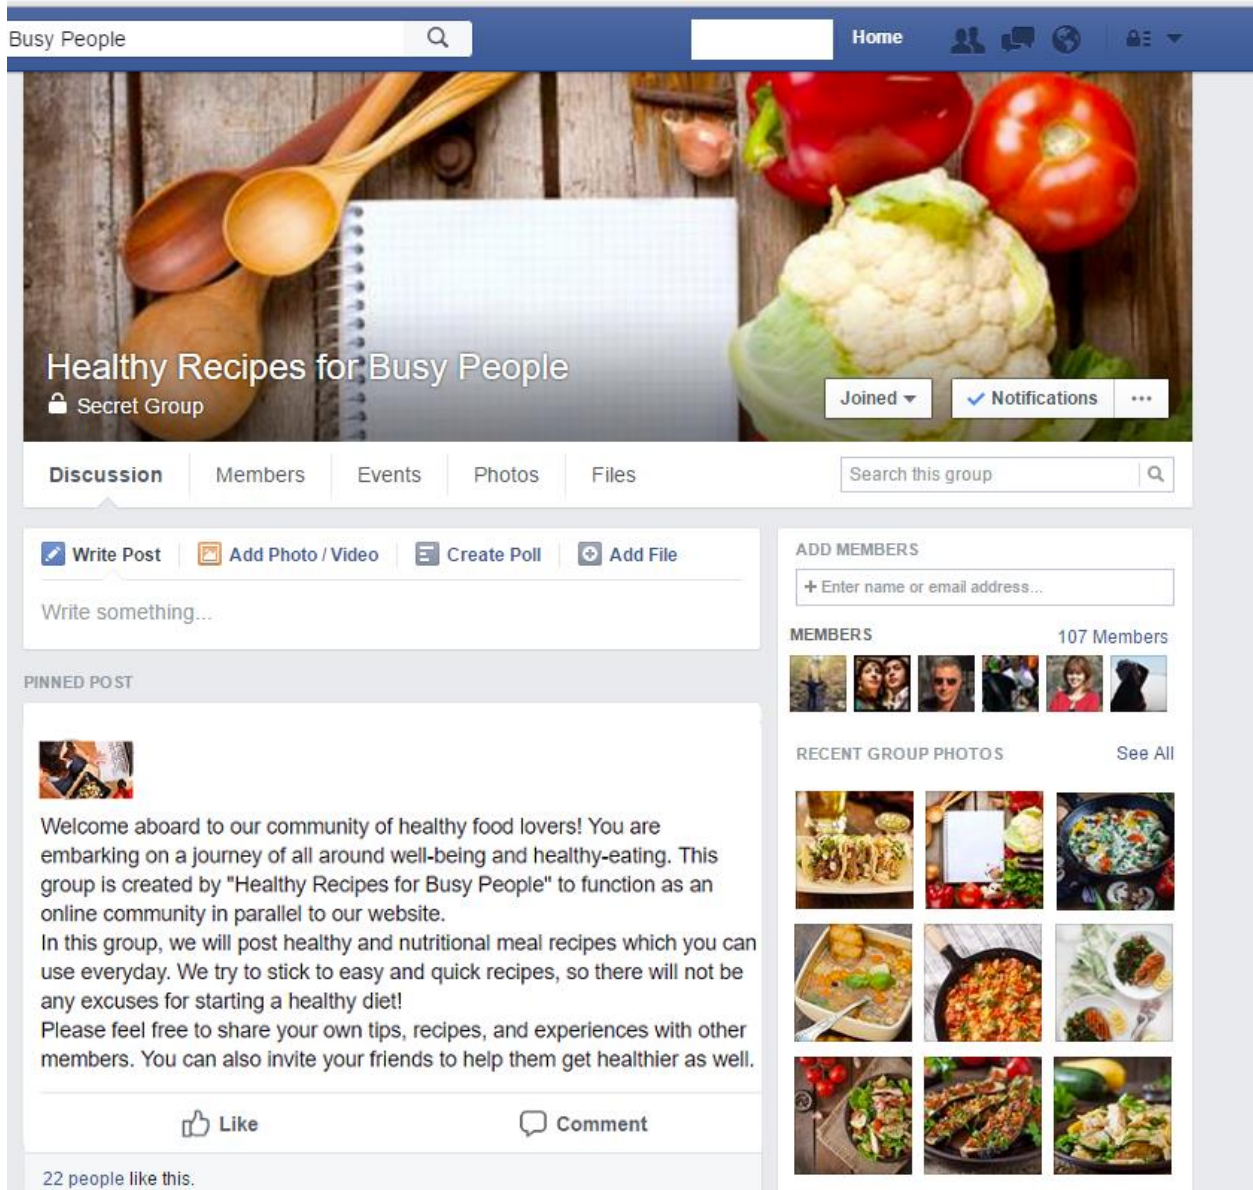 Busy People
Home
Healthy Recipes for Busy People
Secret Group
Joined
Notifications
Discussion
Members
Events
Photos
Files
Search this group
Write Post
Add Photo / Video
Create Poll
Add File
Write something...
ADD MEMBERS
+ Enter name or email address...
MEMBERS
107 Members
PINNED POST
RECENT GROUP PHOTOS
See All
Welcome aboard to our community of healthy food lovers! You are
embarking on a journey of all around well-being and healthy-eating. This
group is created by "Healthy Recipes for Busy People" to function as an
online community in parallel to our website.
In this group, we will post healthy and nutritional meal recipes which you can
use everyday. We try to stick to easy and quick recipes, so there will not be
any excuses for starting a healthy diet!
Please feel free to share your own tips, recipes, and experiences with other
members. You can also invite your friends to help them get healthier as well.
Like
Comment
22 people like this.